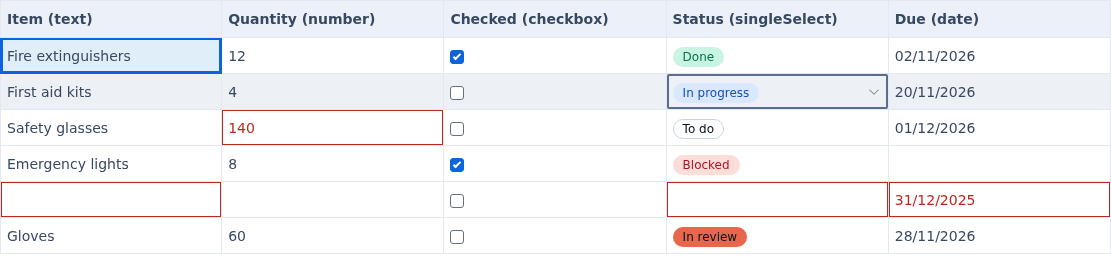 Item (text) Quantity (number) Checked (checkbox) Status (singleSelect) Due (date)
Fire extinguishers 12 Done 02/11/2026
First aid kits 4 In progress 20/11/2026
Safety glasses 140 To do 01/12/2026
Emergency lights 8 Blocked
31/12/2025
Gloves 60 In review 28/11/2026